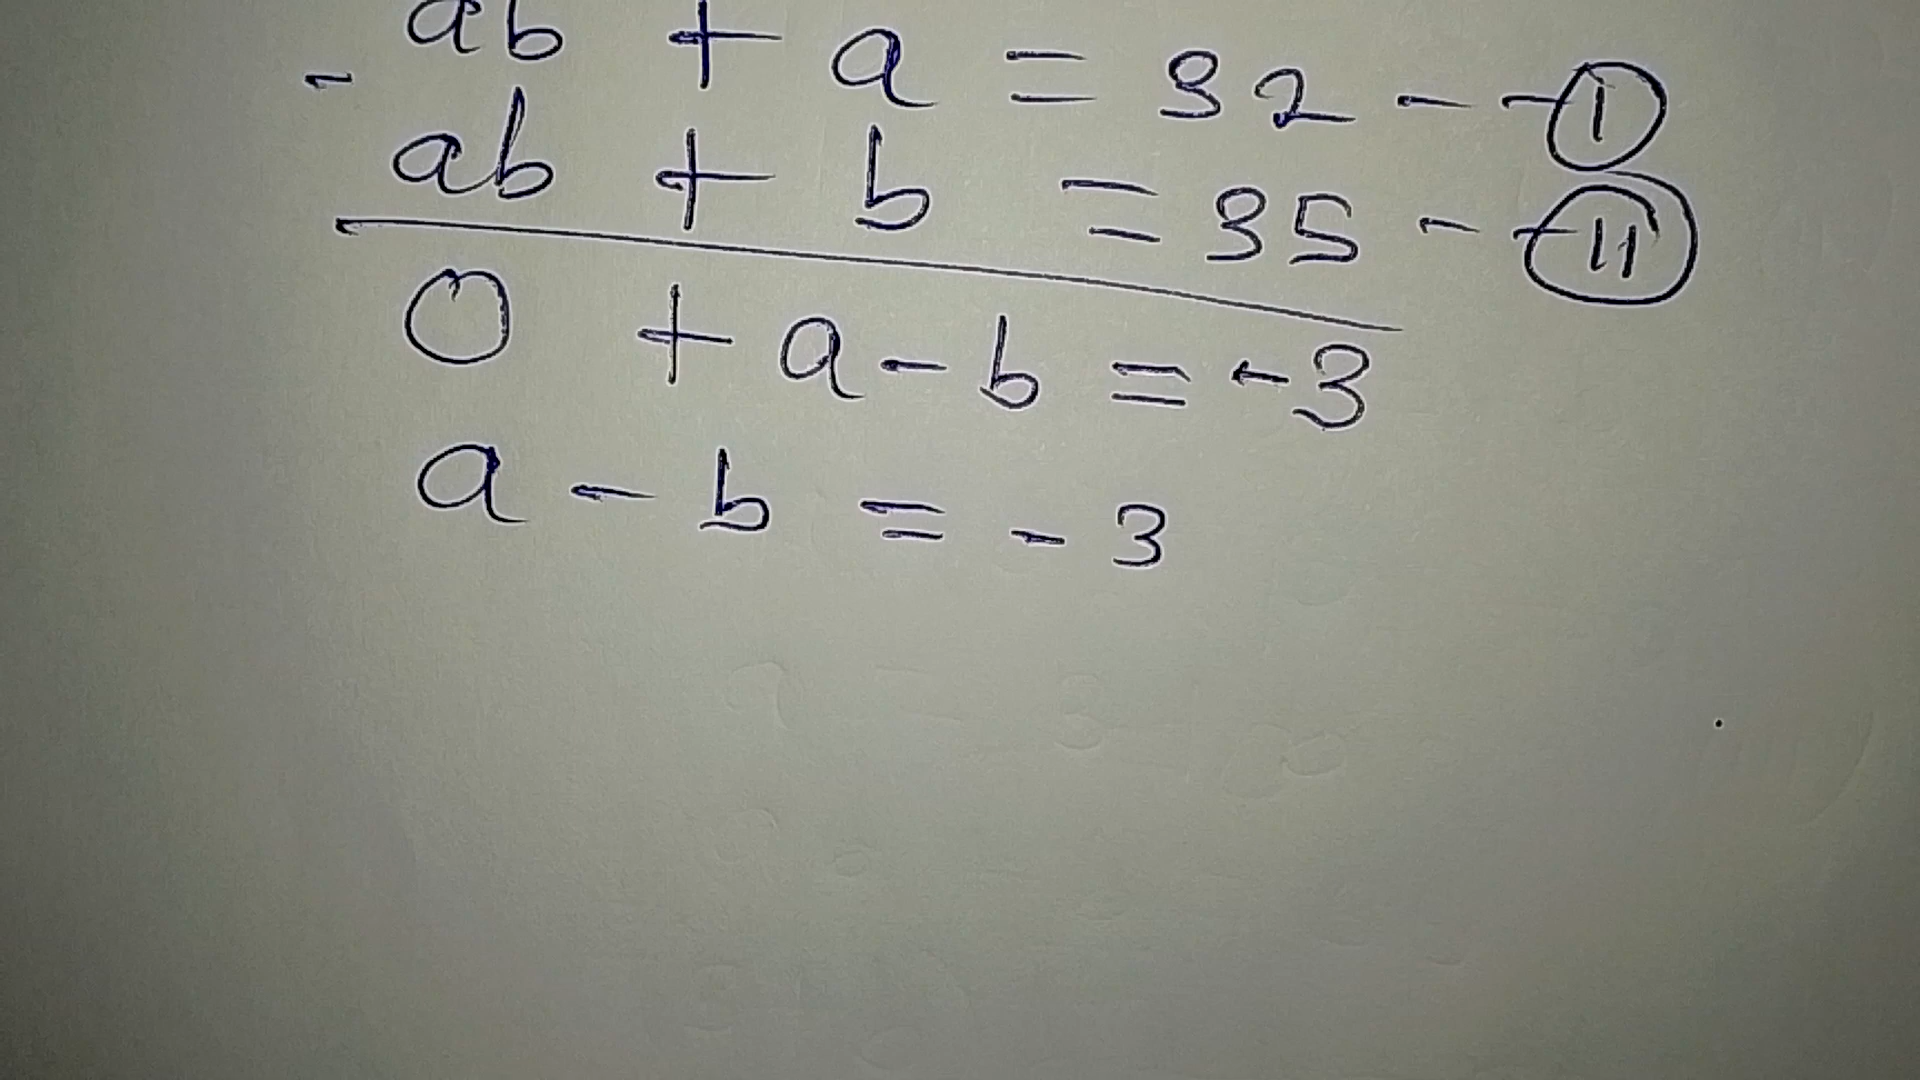 ab + a = 32 - - I
- ab + b = 35 - - II
0 + a - b = - 3
a - b = - 3